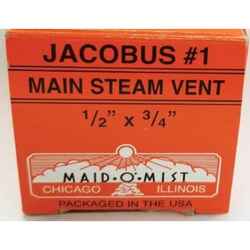 JACOBUS #1
MAIN STEAM VENT
1/2" x 3/4"
MAID·O'·MIST
CHICAGO ILLINOIS
PACKAGED IN THE USA